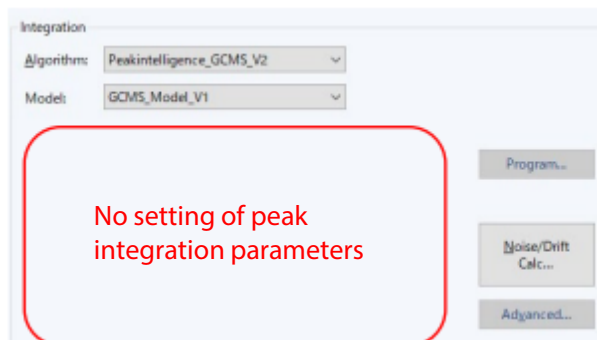 Integration
Algorithm: Peakintelligence_GCMS_V2
Model: GCMS_Model_V1
Program...
No setting of peak
integration parameters
Noise/Drift
Calc...
Advanced...